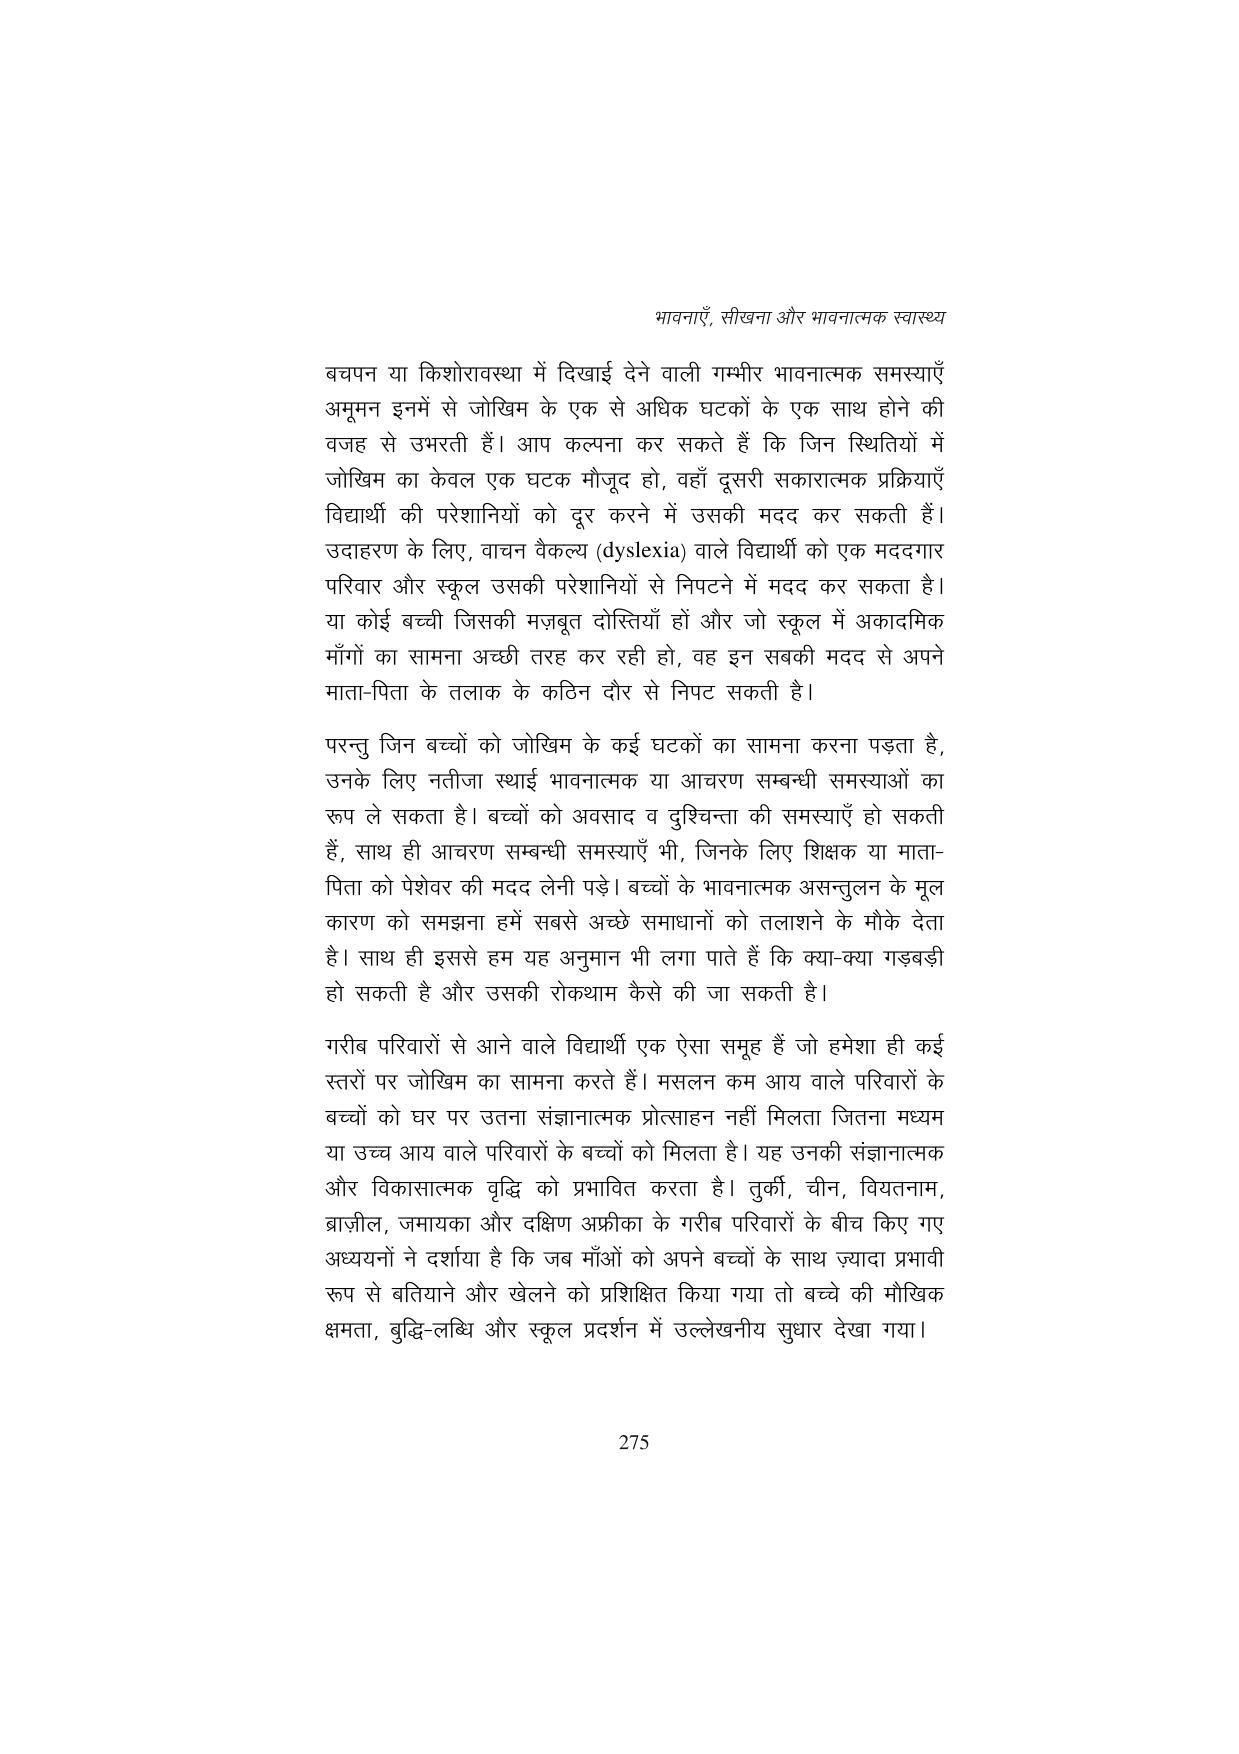 भावनाएँ, सीखना और भावनात्मक स्वास्थ्य
बचपन या किशोरावस्था में दिखाई देने वाली गम्भीर भावनात्मक समस्याएँ
अमूमन इनमें से जोखिम के एक से अधिक घटकों के एक साथ होने की
वजह से उभरती हैं। आप कल्पना कर सकते हैं कि जिन स्थितियों में
जोखिम का केवल एक घटक मौजूद हो, वहाँ दूसरी सकारात्मक प्रक्रियाएँ
विद्यार्थी की परेशानियों को दूर करने में उसकी मदद कर सकती हैं।
उदाहरण के लिए, वाचन वैकल्य (dyslexia) वाले विद्यार्थी को एक मददगार
परिवार और स्कूल उसकी परेशानियों से निपटने में मदद कर सकता है।
या कोई बच्ची जिसकी मज़बूत दोस्तियाँ हों और जो स्कूल में अकादमिक
माँगों का सामना अच्छी तरह कर रही हो, वह इन सबकी मदद से अपने
माता-पिता के तलाक के कठिन दौर से निपट सकती है।
परन्तु जिन बच्चों को जोखिम के कई घटकों का सामना करना पड़ता है,
उनके लिए नतीजा स्थाई भावनात्मक या आचरण सम्बन्धी समस्याओं का
रूप ले सकता है। बच्चों को अवसाद व दुश्चिन्ता की समस्याएँ हो सकती
हैं, साथ ही आचरण सम्बन्धी समस्याएँ भी, जिनके लिए शिक्षक या माता-
पिता को पेशेवर की मदद लेनी पड़े। बच्चों के भावनात्मक असन्तुलन के मूल
कारण को समझना हमें सबसे अच्छे समाधानों को तलाशने के मौके देता
है। साथ ही इससे हम यह अनुमान भी लगा पाते हैं कि क्या-क्या गड़बड़ी
हो सकती है और उसकी रोकथाम कैसे की जा सकती है।
गरीब परिवारों से आने वाले विद्यार्थी एक ऐसा समूह हैं जो हमेशा ही कई
स्तरों पर जोखिम का सामना करते हैं। मसलन कम आय वाले परिवारों के
बच्चों को घर पर उतना संज्ञानात्मक प्रोत्साहन नहीं मिलता जितना मध्यम
या उच्च आय वाले परिवारों के बच्चों को मिलता है। यह उनकी संज्ञानात्मक
और विकासात्मक वृद्धि को प्रभावित करता है। तुर्की, चीन, वियतनाम,
ब्राज़ील, जमायका और दक्षिण अफ्रीका के गरीब परिवारों के बीच किए गए
अध्ययनों ने दर्शाया है कि जब माँओं को अपने बच्चों के साथ ज़्यादा प्रभावी
रूप से बतियाने और खेलने को प्रशिक्षित किया गया तो बच्चे की मौखिक
क्षमता, बुद्धि-लब्धि और स्कूल प्रदर्शन में उल्लेखनीय सुधार देखा गया।
275